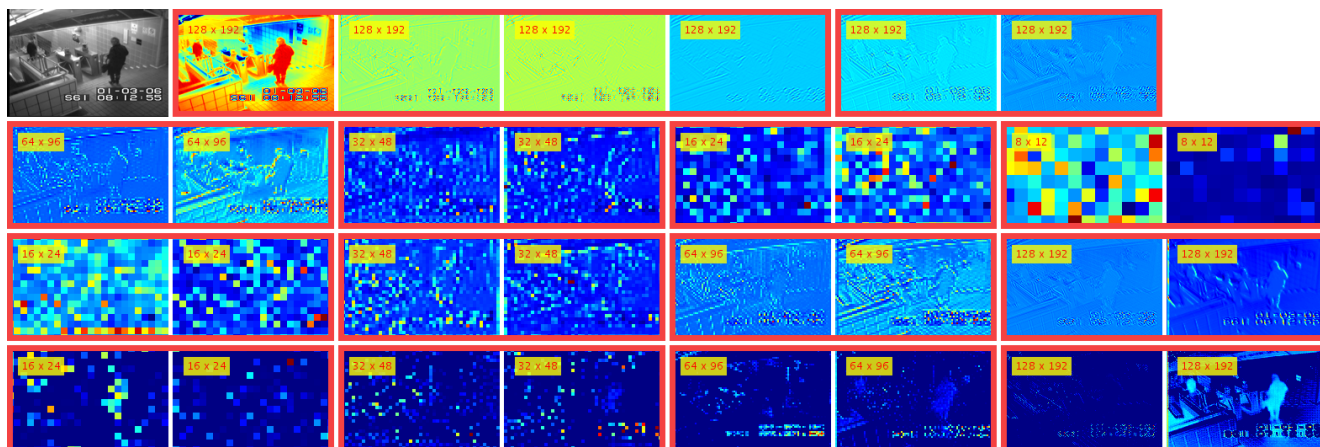 128 x 192 128 x 192 128 x 192 128 x 192 128 x 192 128 x 192
01-03-06
S61 08:12:55
64 x 96 64 x 96 32 x 48 32 x 48 16 x 24 16 x 24 8 x 12 8 x 12
16 x 24 16 x 24 32 x 48 32 x 48 64 x 96 64 x 96 128 x 192 128 x 192
16 x 24 16 x 24 32 x 48 32 x 48 64 x 96 64 x 96 128 x 192 128 x 192